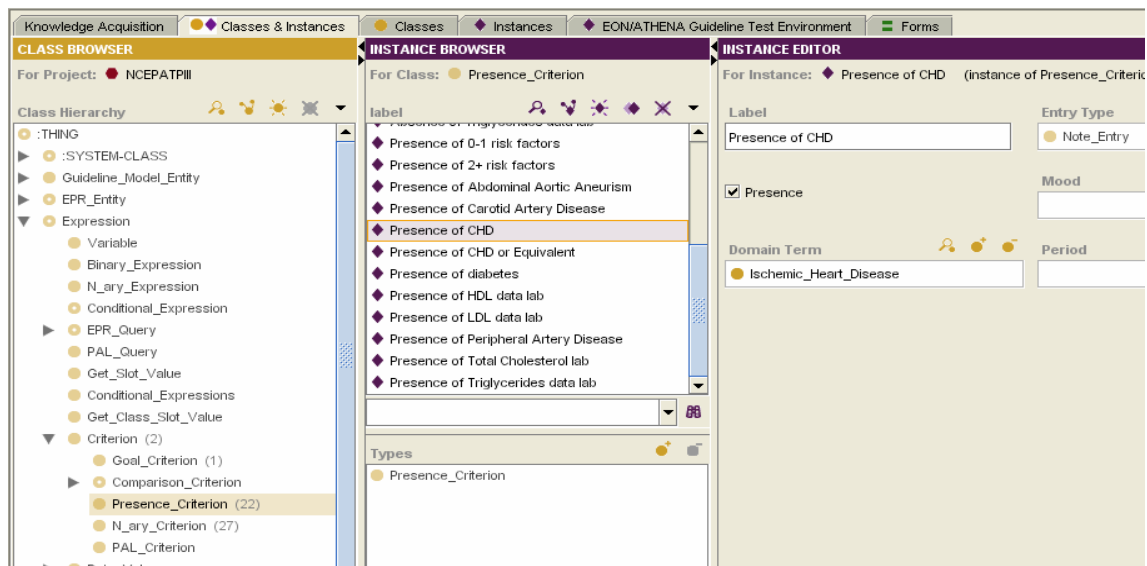 Knowledge Acquisition
Classes & Instances
Classes
Instances
EON/ATHENA Guideline Test Environment
Forms
CLASS BROWSER
For Project: NCEPATPIII
Class Hierarchy
:THING
:SYSTEM-CLASS
Guideline_Model_Entity
EPR_Entity
Expression
Variable
Binary_Expression
N_ary_Expression
Conditional_Expression
EPR_Query
PAL_Query
Get_Slot_Value
Conditional_Expressions
Get_Class_Slot_Value
Criterion (2)
Goal_Criterion (1)
Comparison_Criterion
Presence_Criterion (22)
N_ary_Criterion (27)
PAL_Criterion
INSTANCE BROWSER
For Class: Presence_Criterion
label
Presence of 0-1 risk factors
Presence of 2+ risk factors
Presence of Abdominal Aortic Aneurism
Presence of Carotid Artery Disease
Presence of CHD
Presence of CHD or Equivalent
Presence of diabetes
Presence of HDL data lab
Presence of LDL data lab
Presence of Peripheral Artery Disease
Presence of Total Cholesterol lab
Presence of Triglycerides data lab
Types
Presence_Criterion
INSTANCE EDITOR
For Instance: Presence of CHD (instance of Presence_Criterio
Label
Presence of CHD
Entry Type
Note_Entry
Presence
Mood
Domain Term
Ischemic_Heart_Disease
Period